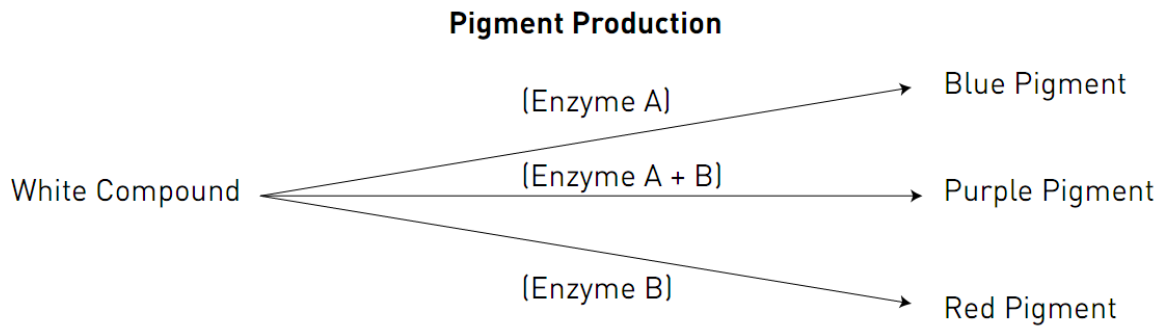 Pigment Production
(Enzyme A)
Blue Pigment
White Compound
(Enzyme A + B)
Purple Pigment
(Enzyme B)
Red Pigment